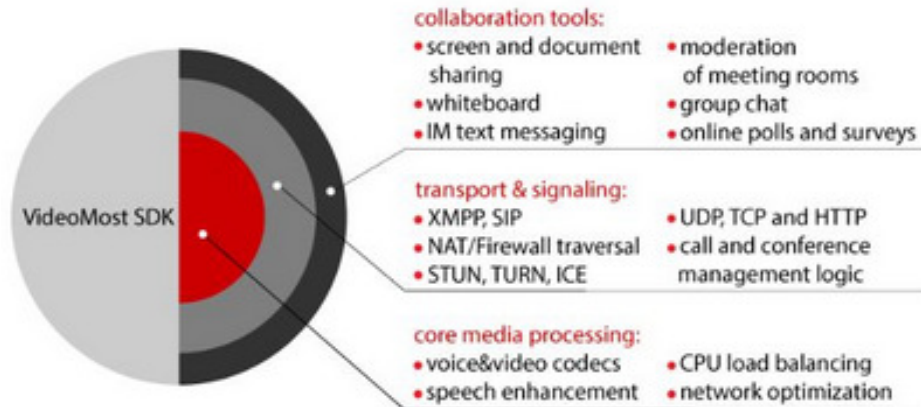 collaboration tools:
• screen and document
sharing
• whiteboard
• IM text messaging
• moderation
of meeting rooms
• group chat
• online polls and surveys
VideoMost SDK
transport & signaling:
• XMPP, SIP
• NAT/Firewall traversal
• STUN, TURN, ICE
• UDP, TCP and HTTP
• call and conference
management logic
core media processing:
• voice&video codecs
• speech enhancement
• CPU load balancing
• network optimization